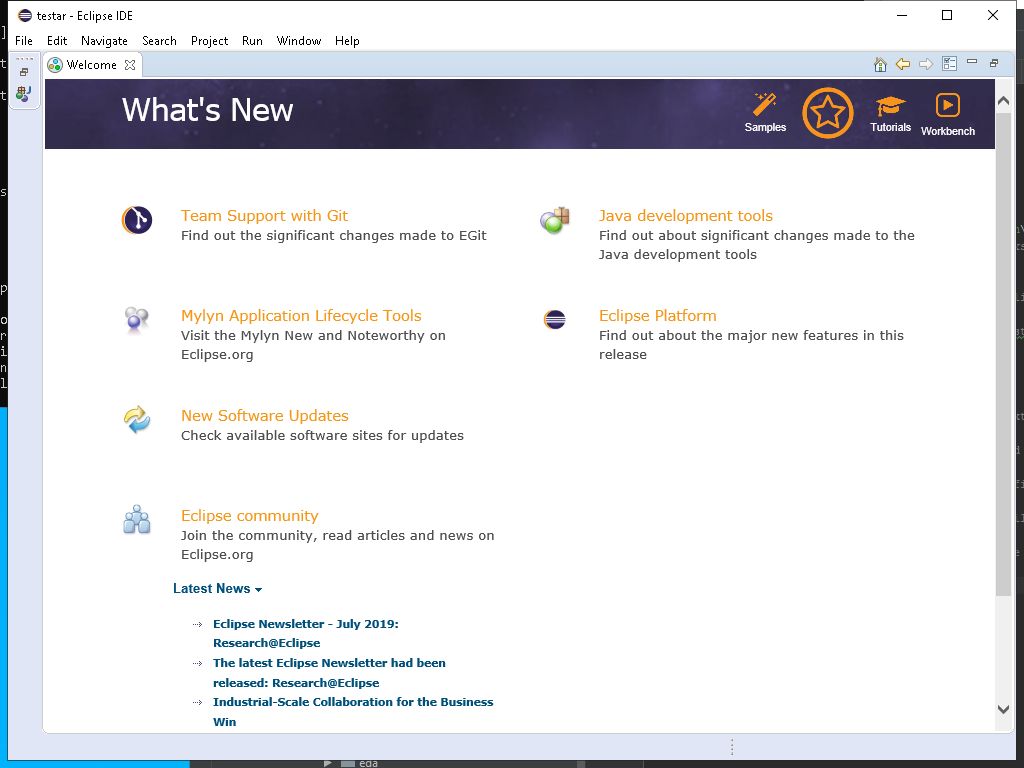 testar - Eclipse IDE
File Edit Navigate Search Project Run Window Help
Welcome
What's New
Samples
Tutorials
Workbench
Team Support with Git
Find out the significant changes made to EGit
Java development tools
Find out about significant changes made to the
Java development tools
Mylyn Application Lifecycle Tools
Visit the Mylyn New and Noteworthy on
Eclipse.org
Eclipse Platform
Find out about the major new features in this
release
New Software Updates
Check available software sites for updates
Eclipse community
Join the community, read articles and news on
Eclipse.org
Latest News
Eclipse Newsletter - July 2019:
Research@Eclipse
The latest Eclipse Newsletter had been
released: Research@Eclipse
Industrial-Scale Collaboration for the Business
Win
eda